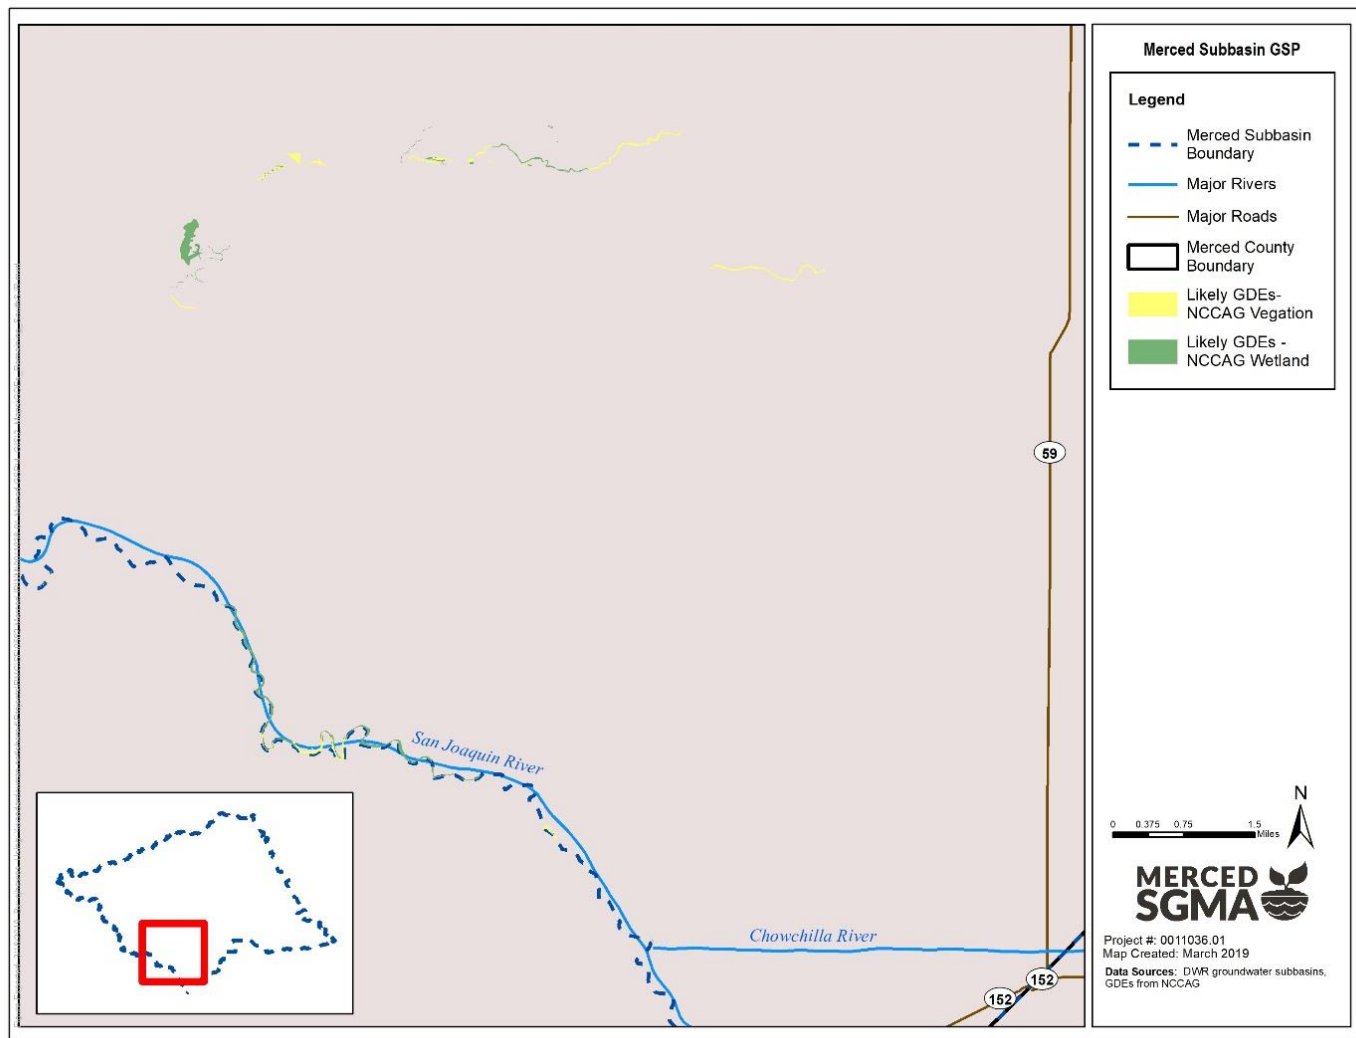 Merced Subbasin GSP
Legend
Merced Subbasin
Boundary
Major Rivers
Major Roads
Merced County
Boundary
Likely GDEs-
NCCAG Vegation
Likely GDEs -
NCCAG Wetland
59
San Joaquin River
Chowchilla River
152
152
N
0 0.375 0.75 1.5
Miles
MERCED
SGMA
Project #: 0011036.01
Map Created: March 2019
Data Sources: DWR groundwater subbasins,
GDEs from NCCAG